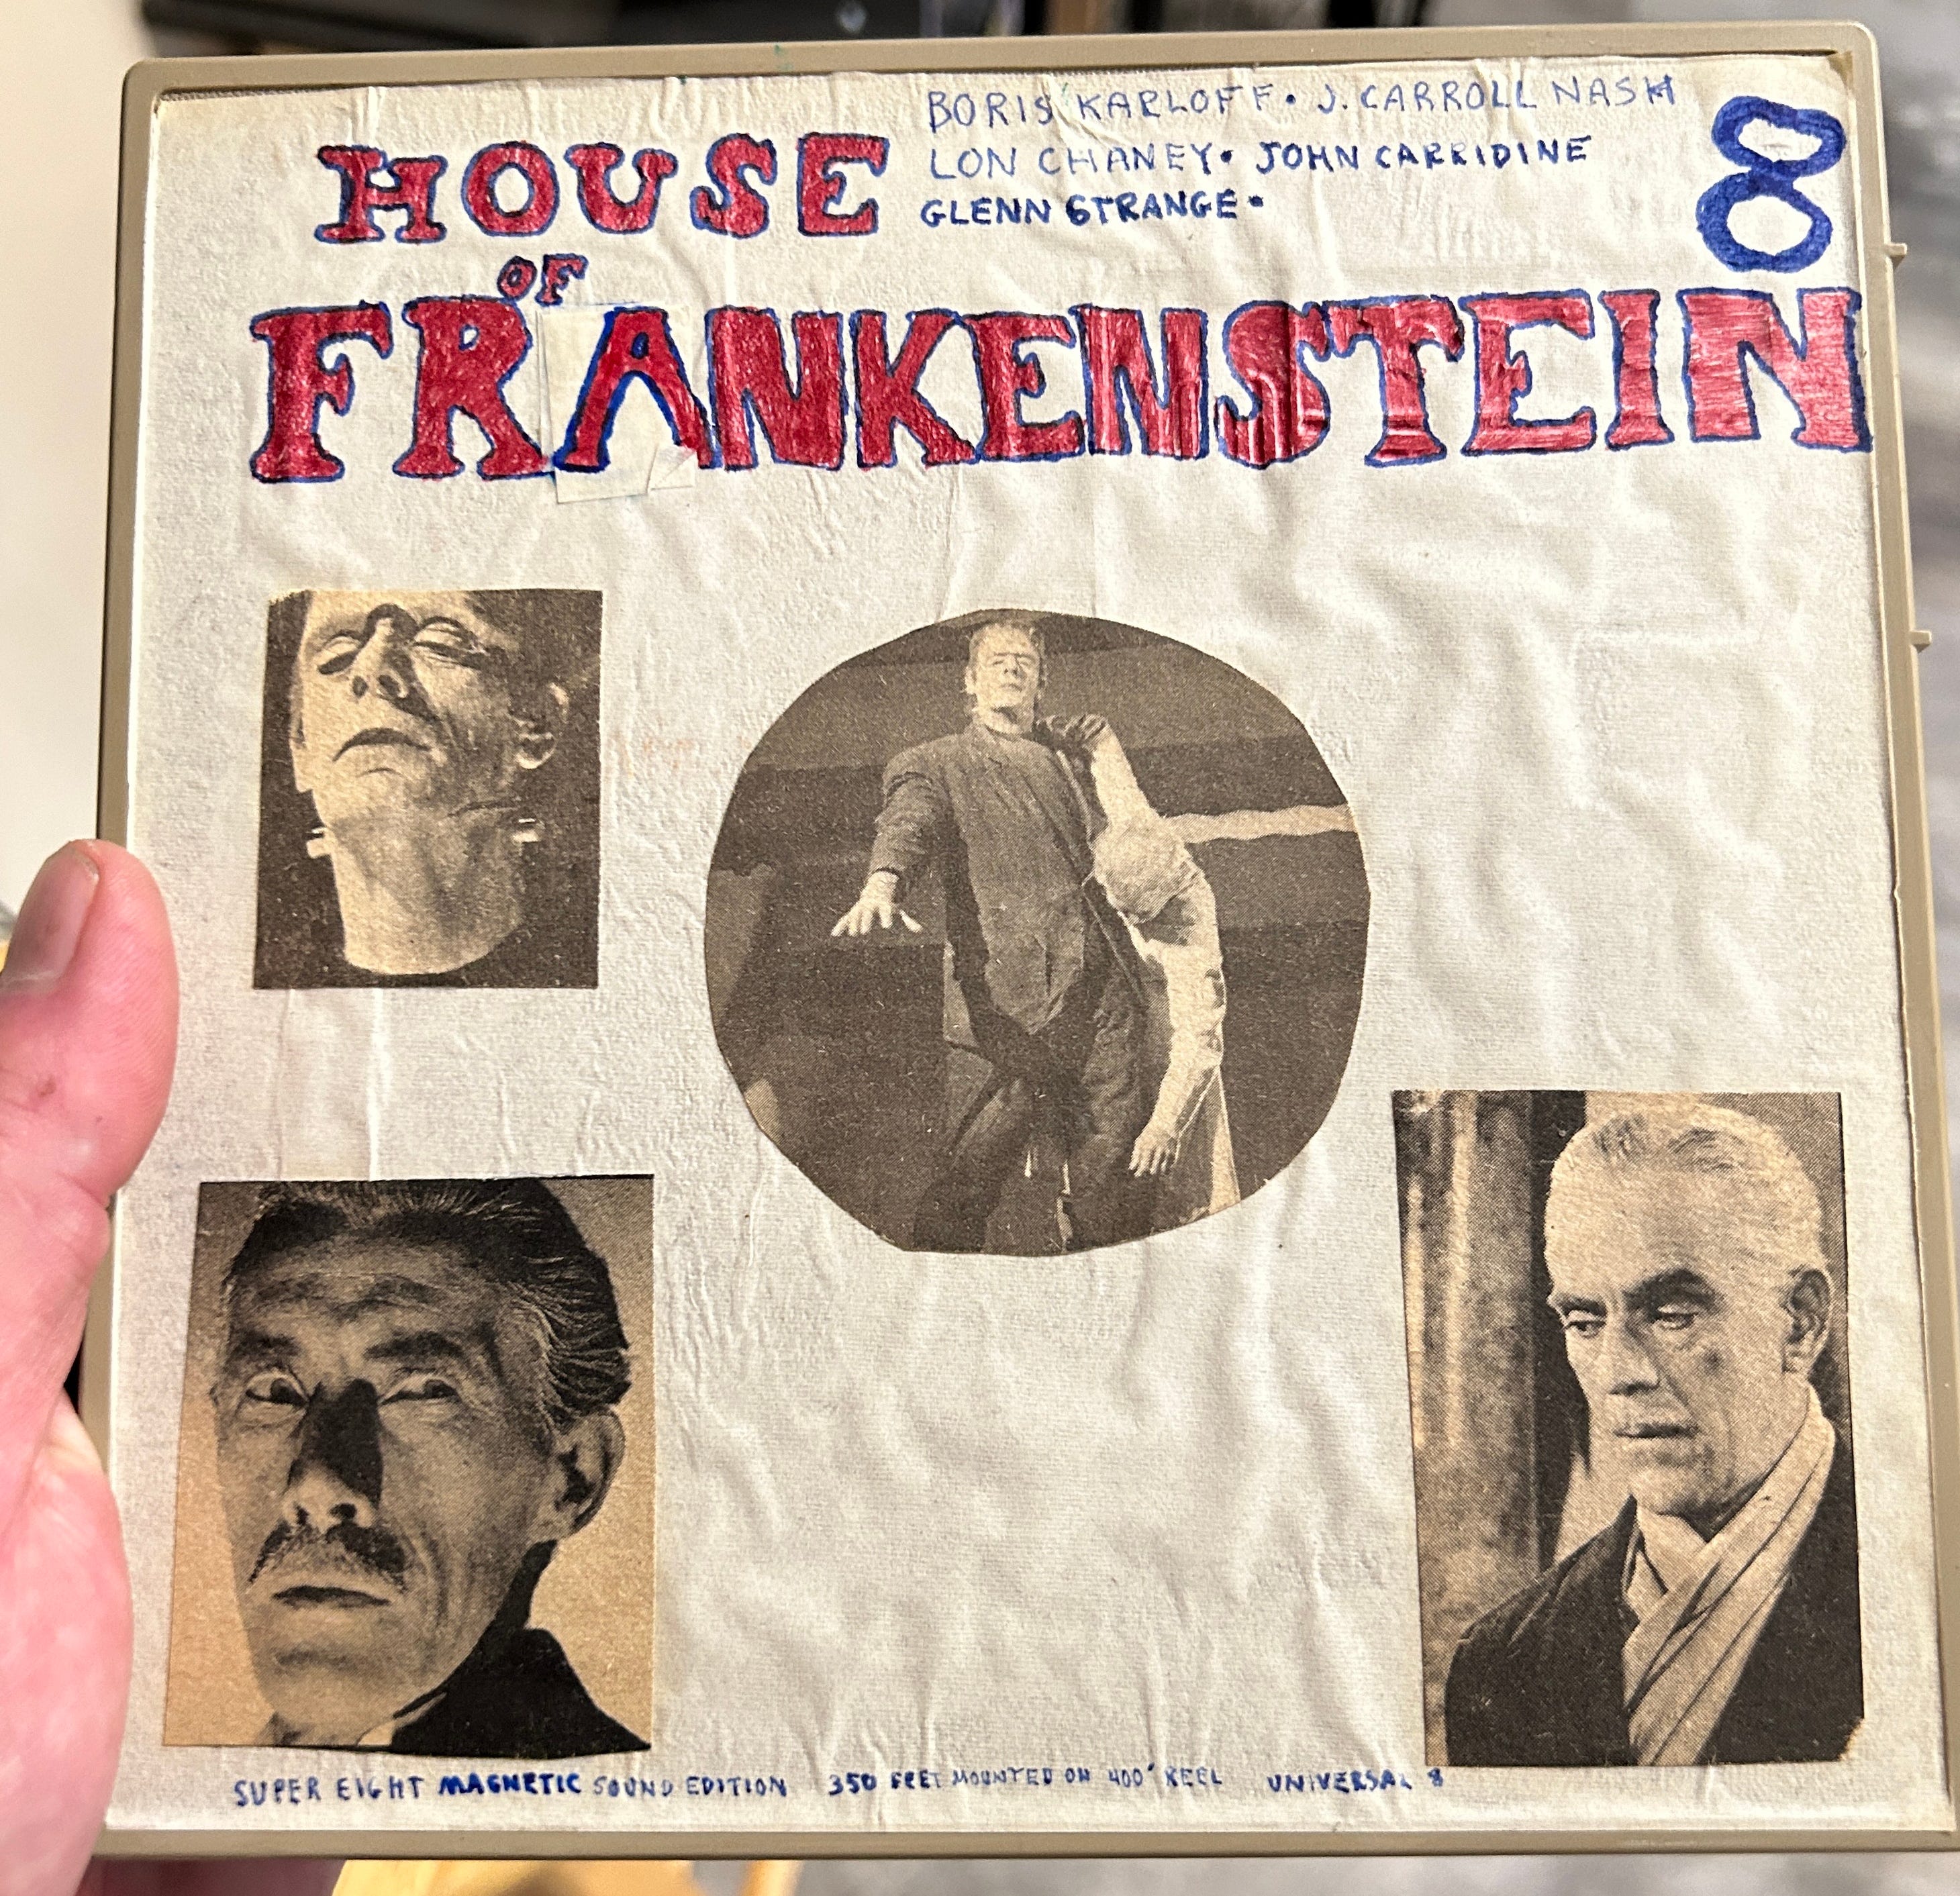 BORIS KARLOFF • J. CARROLL NASH
LON CHANEY • JOHN CARRIDINE
GLENN STRANGE •
8
HOUSE
OF
FRANKENSTEIN
SUPER EIGHT MAGNETIC SOUND EDITION 350 FEET MOUNTED ON 400' REEL UNIVERSAL 8